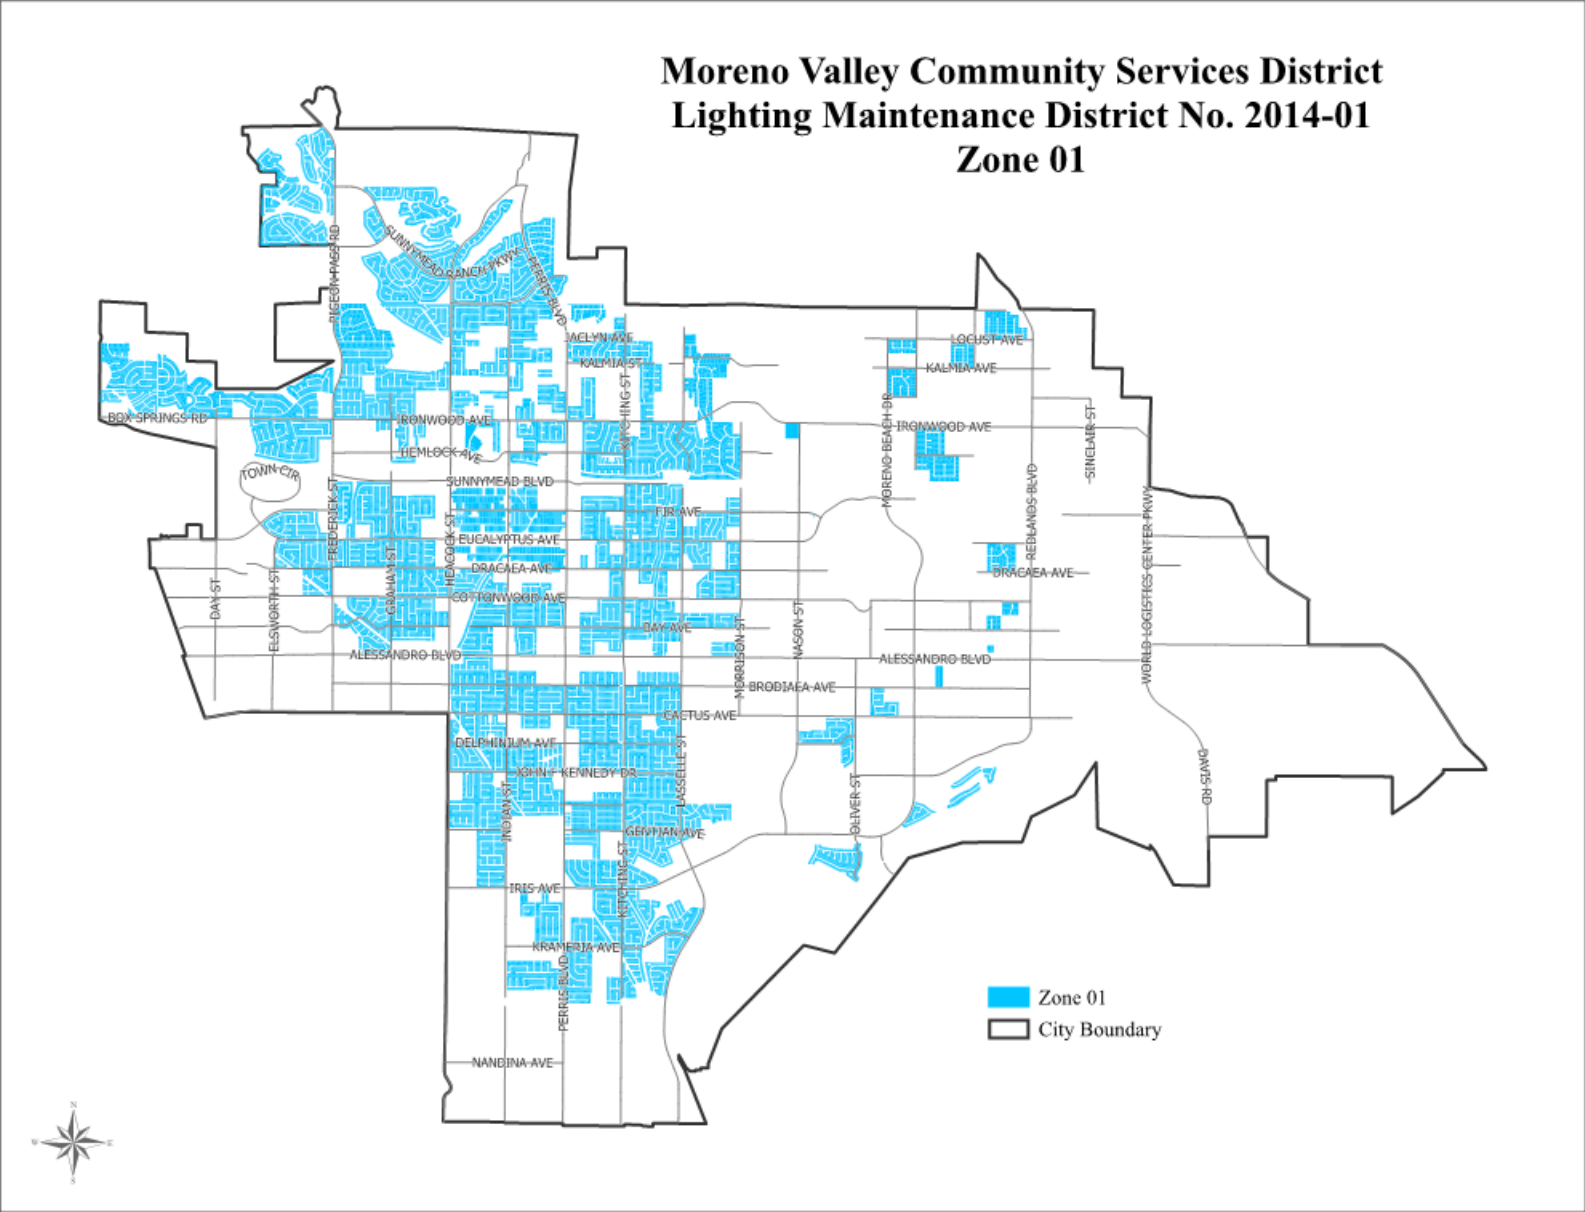 Moreno Valley Community Services District
Lighting Maintenance District No. 2014-01
Zone 01
PIGEON PASS RD
SUNNYMEAD RANCH PKWY
PERRIS BLVD
JACLYN AVE
KALMIA ST
LOCUST AVE
KALMIA AVE
BOX SPRINGS RD
IRONWOOD AVE
KITCHING ST
MORENO BEACH DR
IRONWOOD AVE
SINCLAIR ST
HEMLOCK AVE
TOWN CIR
SUNNYMEAD BLVD
FREDERICK ST
HEACOCK ST
FIR AVE
REDLANDS BLVD
WORLD LOGISTICS CENTER PKWY
EUCALYPTUS AVE
GRAHAM ST
DRACAEA AVE
DRACAEA AVE
DAY ST
ELSWORTH ST
COTTONWOOD AVE
BAY AVE
MORRISON ST
NASON ST
ALESSANDRO BLVD
ALESSANDRO BLVD
BRODIAEA AVE
CACTUS AVE
DELPHINIUM AVE
LASSELLE ST
JOHN F KENNEDY DR
INDIAN ST
OLIVER ST
DAVIS RD
GENTIAN AVE
KITCHING ST
IRIS AVE
KRAMERIA AVE
PERRIS BLVD
NANDINA AVE
Zone 01
City Boundary
N
W
E
S